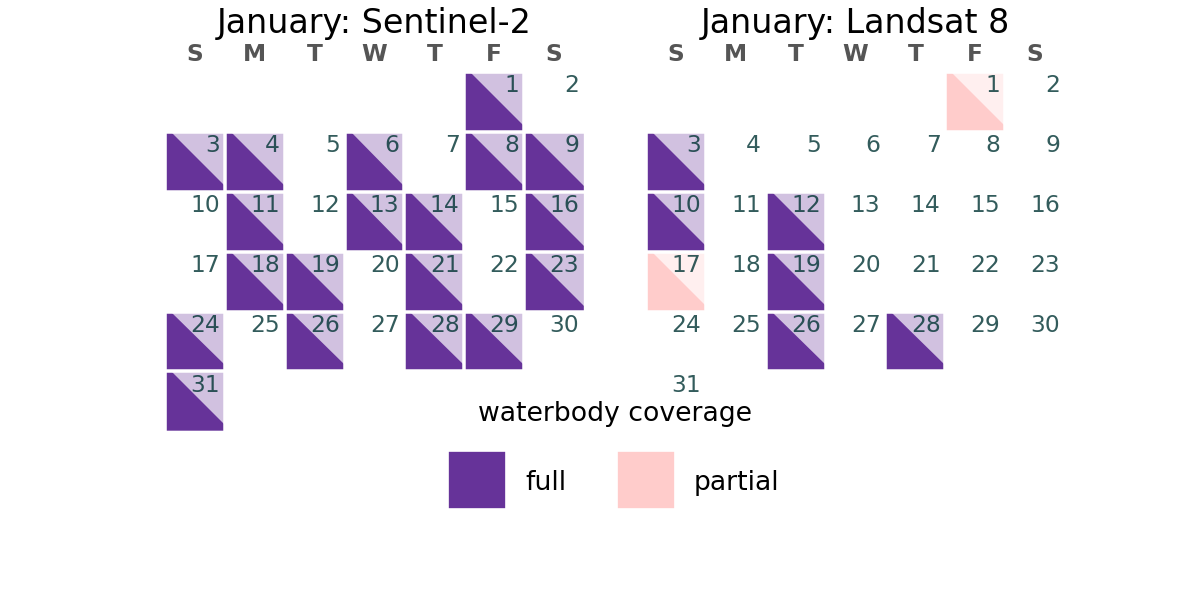 January: Sentinel-2
S M T W T F S
1 2
3 4 5 6 7 8 9
10 11 12 13 14 15 16
17 18 19 20 21 22 23
24 25 26 27 28 29 30
31
January: Landsat 8
S M T W T F S
1 2
3 4 5 6 7 8 9
10 11 12 13 14 15 16
17 18 19 20 21 22 23
24 25 26 27 28 29 30
31
waterbody coverage
full partial